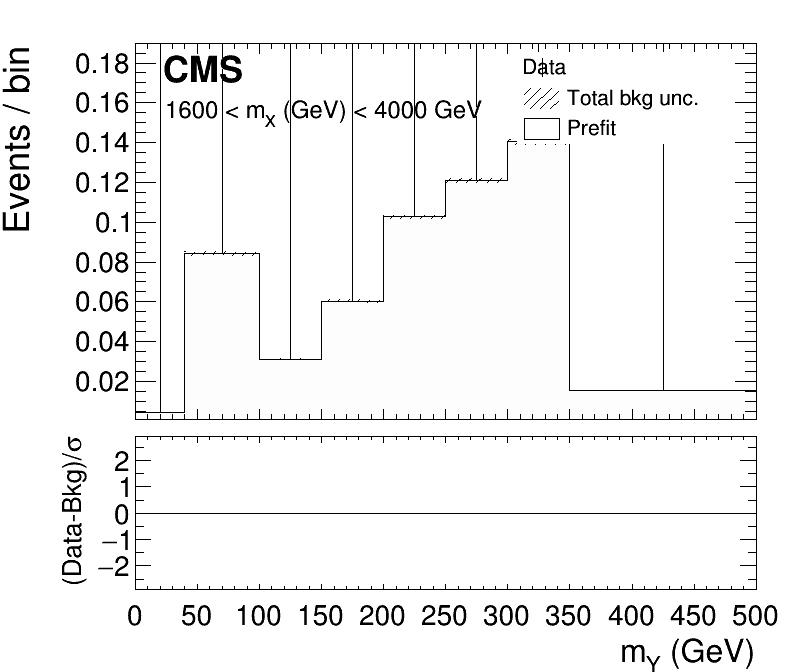 CMS
1600 < mX (GeV) < 4000 GeV
Data
Total bkg unc.
Prefit
Events / bin
0.18
0.16
0.14
0.12
0.1
0.08
0.06
0.04
0.02
(Data-Bkg)/σ
2
1
0
−1
−2
0 50 100 150 200 250 300 350 400 450 500
mY (GeV)